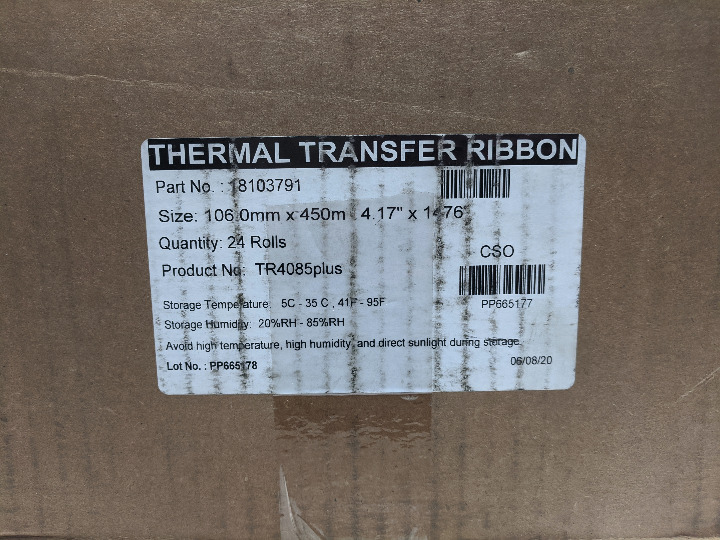 THERMAL TRANSFER RIBBON
Part No. : 18103791
Size: 106.0mm x 450m 4.17" x 1476'
Quantity: 24 Rolls
Product No: TR4085plus
CSO
Storage Temperature: 5C - 35 C , 41F - 95F
PP665177
Storage Humidity: 20%RH - 85%RH
Avoid high temperature, high humidity and direct sunlight during storage.
Lot No. : PP665178
06/08/20